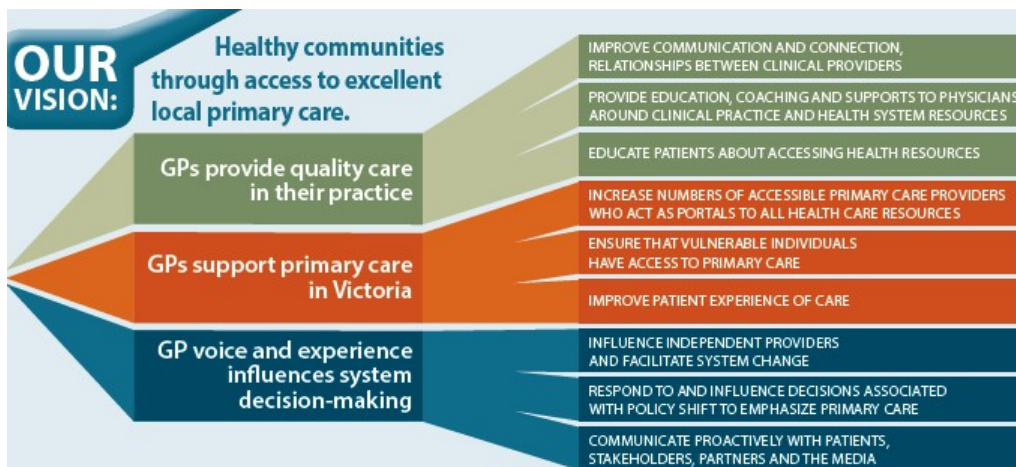 OUR
VISION:
Healthy communities
through access to excellent
local primary care.
GPs provide quality care
in their practice
IMPROVE COMMUNICATION AND CONNECTION,
RELATIONSHIPS BETWEEN CLINICAL PROVIDERS
PROVIDE EDUCATION, COACHING AND SUPPORTS TO PHYSICIANS
AROUND CLINICAL PRACTICE AND HEALTH SYSTEM RESOURCES
EDUCATE PATIENTS ABOUT ACCESSING HEALTH RESOURCES
GPs support primary care
in Victoria
INCREASE NUMBERS OF ACCESSIBLE PRIMARY CARE PROVIDERS
WHO ACT AS PORTALS TO ALL HEALTH CARE RESOURCES
ENSURE THAT VULNERABLE INDIVIDUALS
HAVE ACCESS TO PRIMARY CARE
IMPROVE PATIENT EXPERIENCE OF CARE
GP voice and experience
influences system
decision-making
INFLUENCE INDEPENDENT PROVIDERS
AND FACILITATE SYSTEM CHANGE
RESPOND TO AND INFLUENCE DECISIONS ASSOCIATED
WITH POLICY SHIFT TO EMPHASIZE PRIMARY CARE
COMMUNICATE PROACTIVELY WITH PATIENTS,
STAKEHOLDERS, PARTNERS AND THE MEDIA